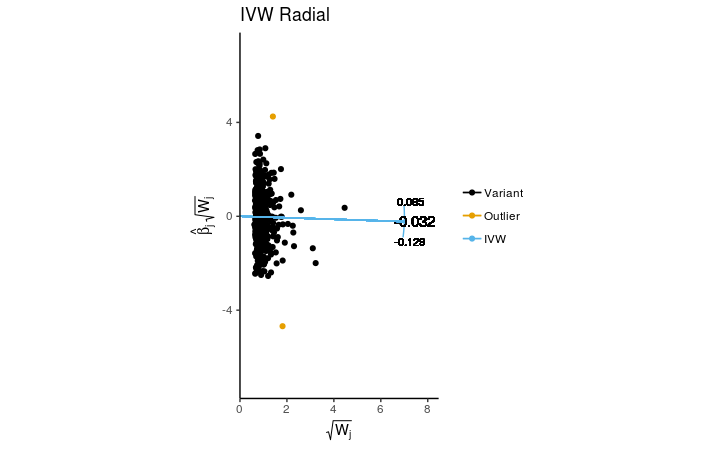 IVW Radial
4
0
-4
β̂j√Wj
0.065
-0.032
-0.129
Variant
Outlier
IVW
0 2 4 6 8
√Wj